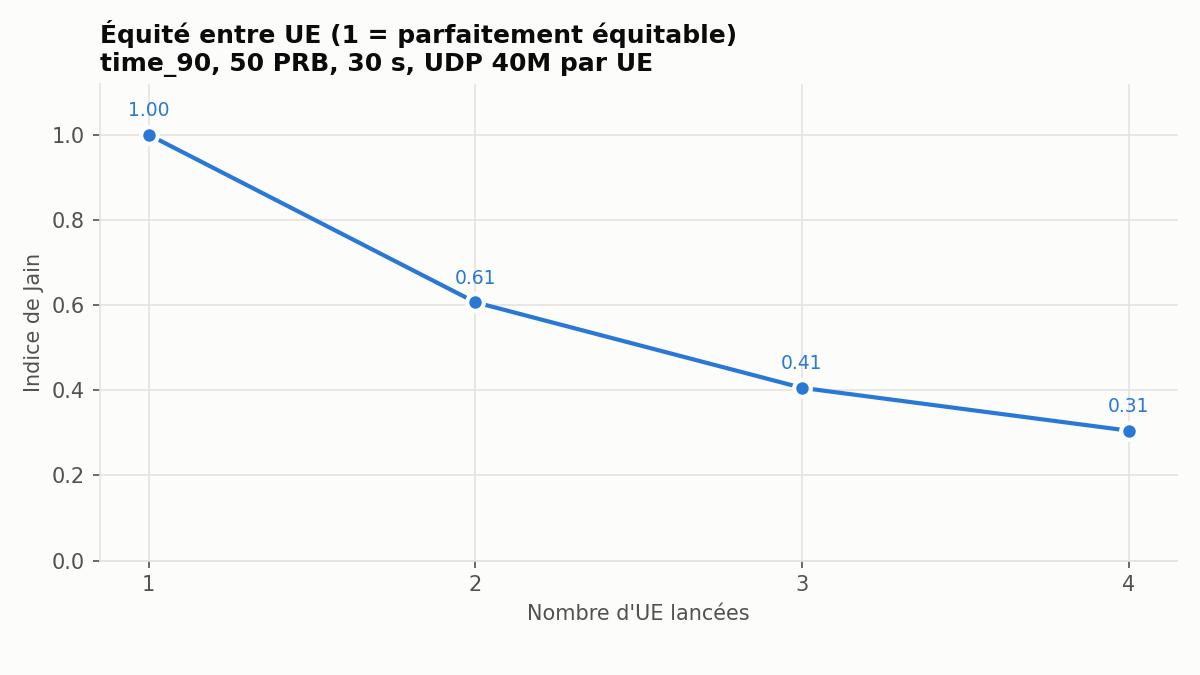 Équité entre UE (1 = parfaitement équitable)
time_90, 50 PRB, 30 s, UDP 40M par UE
1.00
0.61
0.41
0.31
1.0
0.8
0.6
0.4
0.2
0.0
Indice de Jain
1 2 3 4
Nombre d'UE lancées